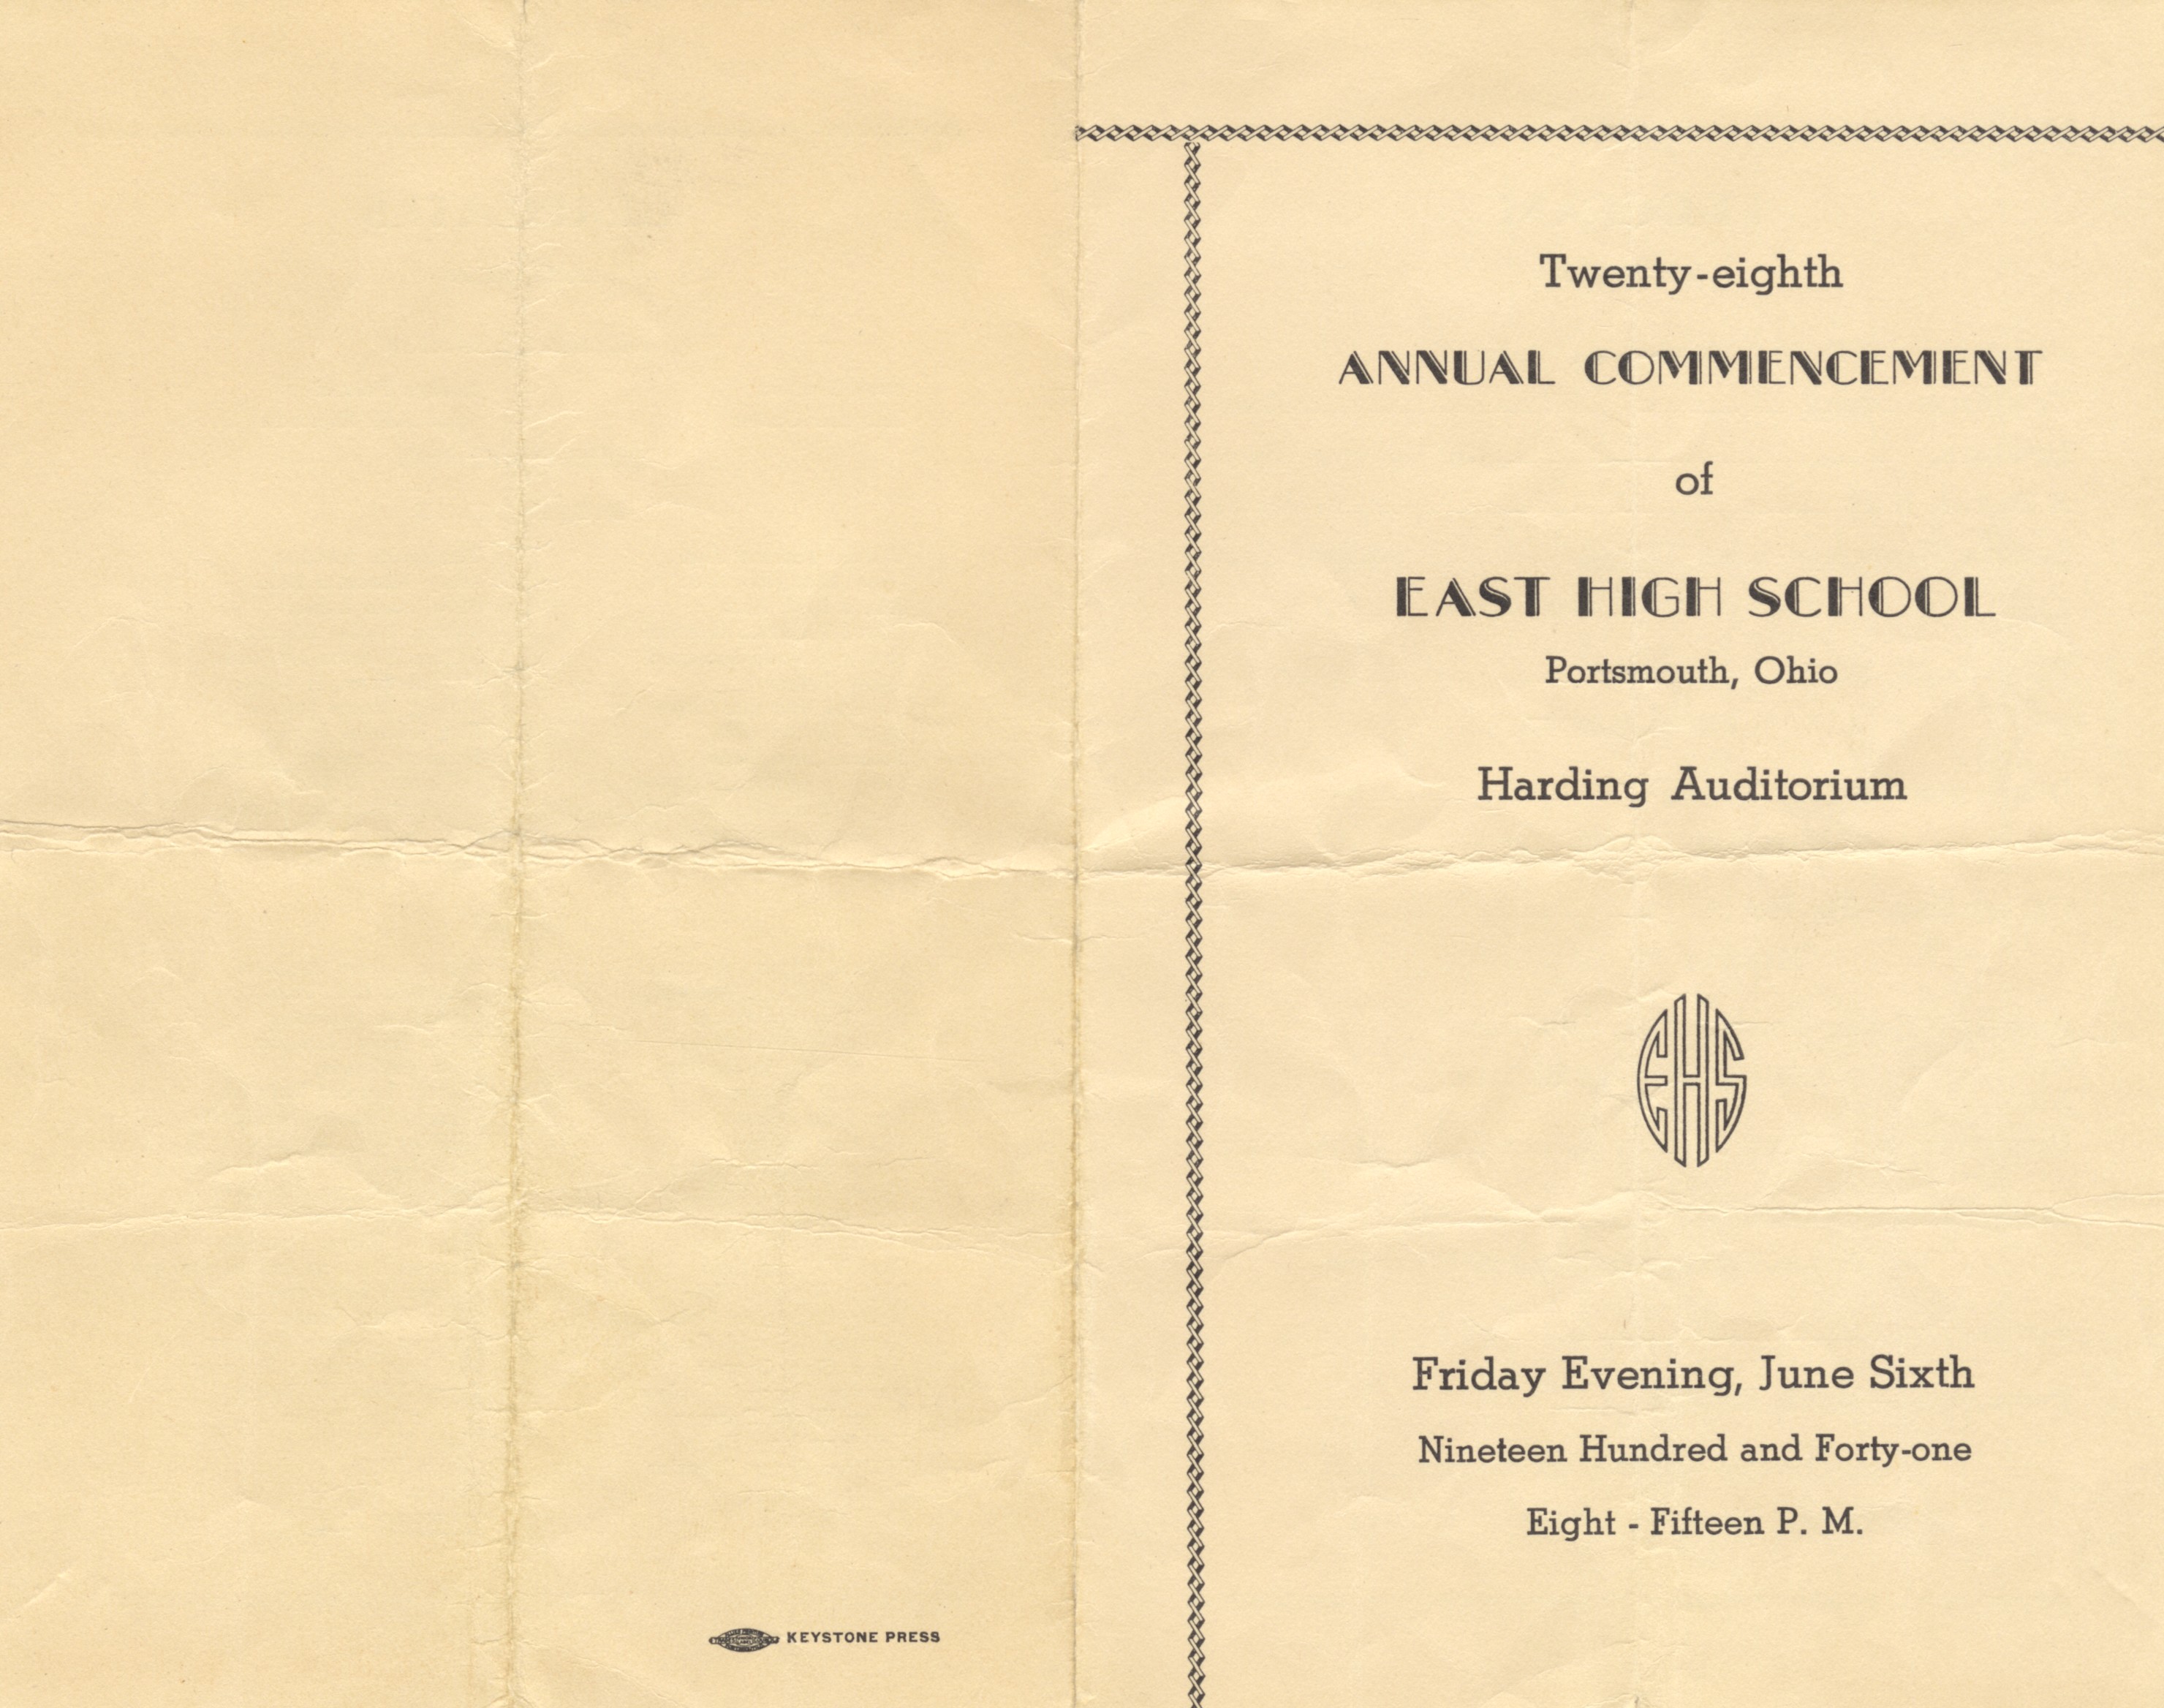 Twenty-eighth
ANNUAL COMMENCEMENT
of
EAST HIGH SCHOOL
Portsmouth, Ohio
Harding Auditorium
EHS
Friday Evening, June Sixth
Nineteen Hundred and Forty-one
Eight - Fifteen P. M.
KEYSTONE PRESS